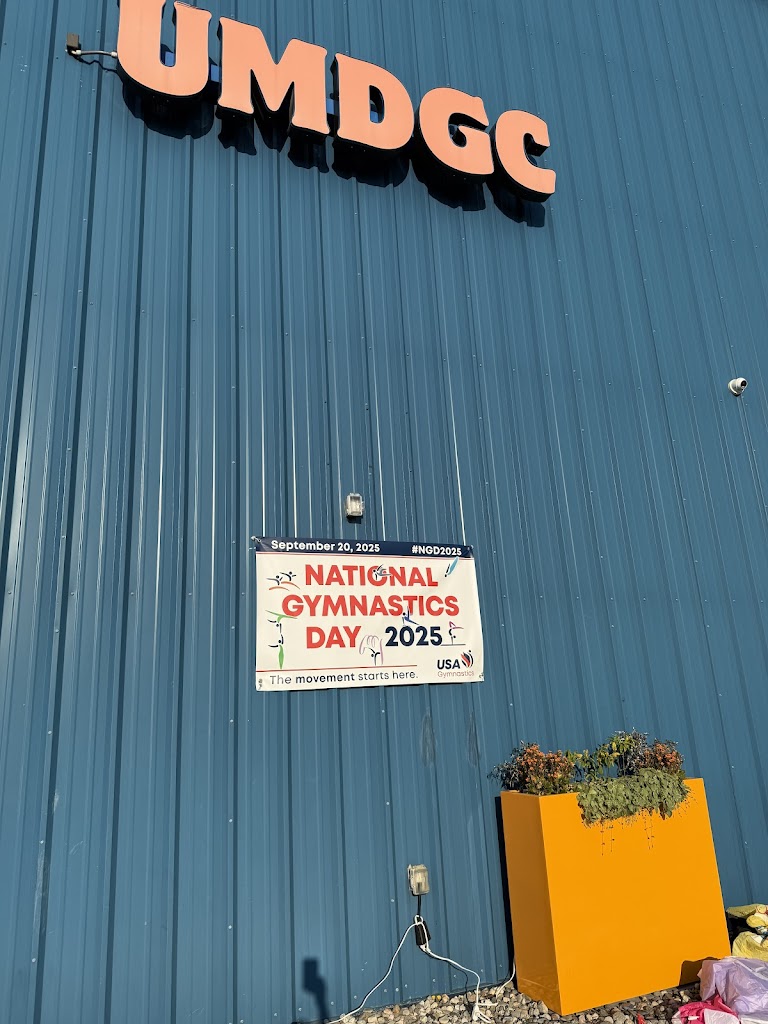 UMDGC
September 20, 2025 #NGD2025
NATIONAL
GYMNASTICS
DAY 2025
The movement starts here.
USA
Gymnastics